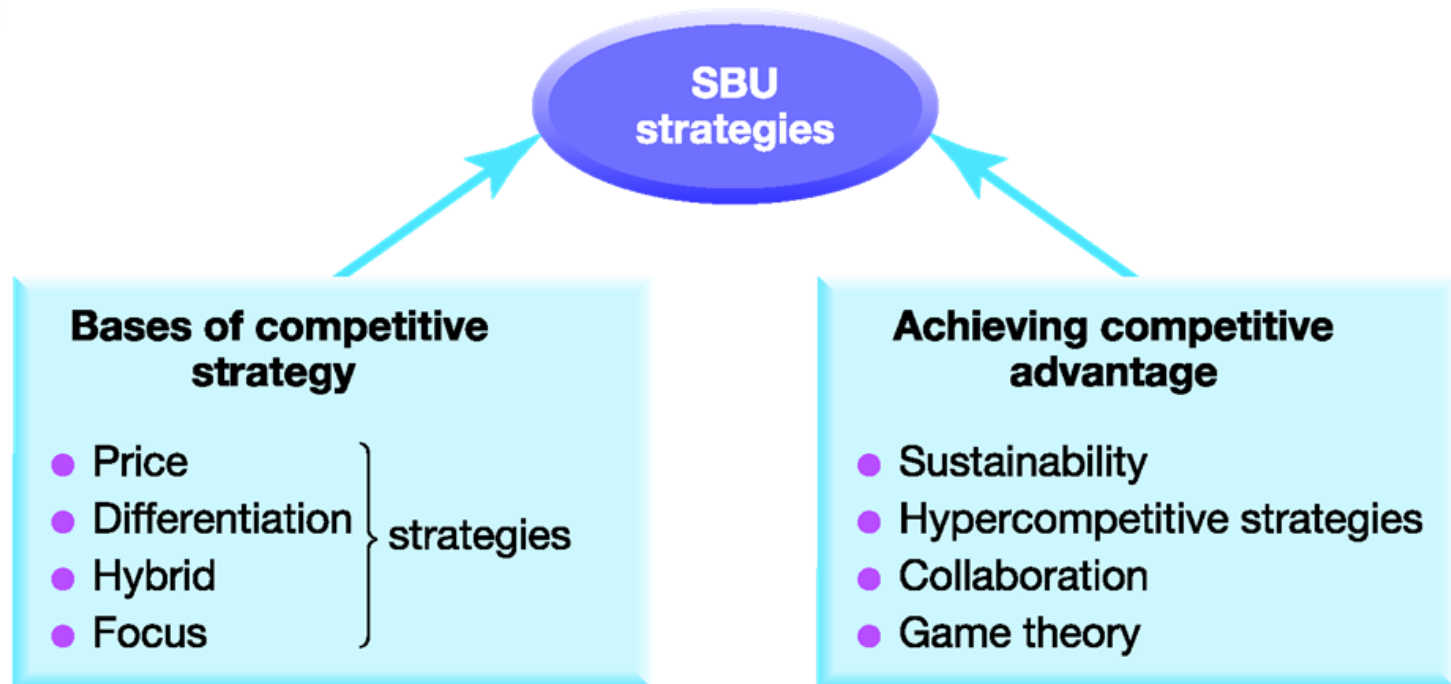 SBU
strategies
Bases of competitive
strategy
Price
Differentiation
Hybrid
Focus
strategies
Achieving competitive
advantage
Sustainability
Hypercompetitive strategies
Collaboration
Game theory